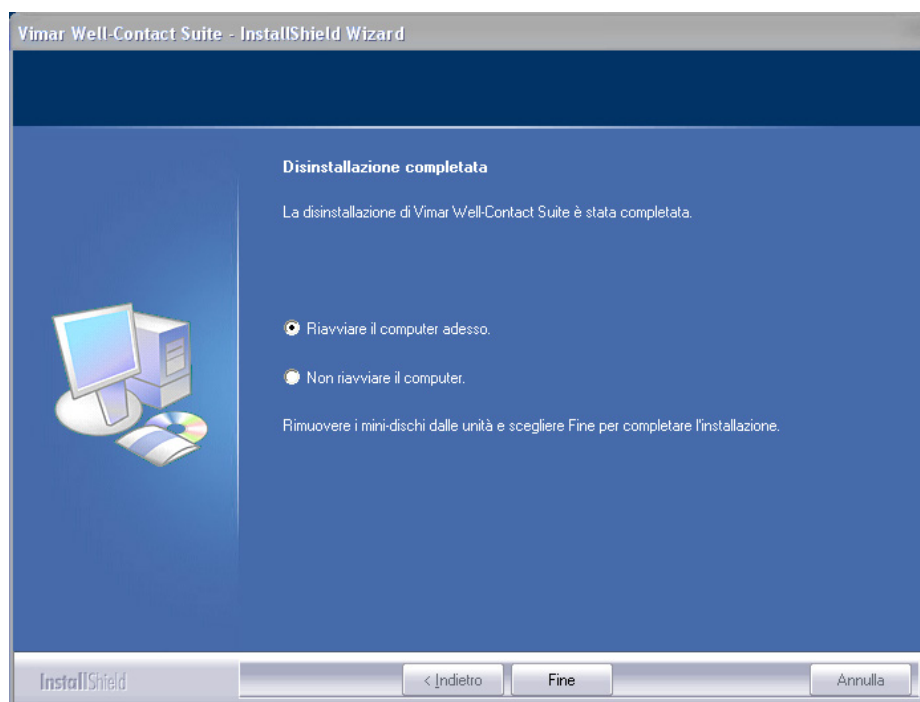 Vimar Well-Contact Suite - InstallShield Wizard
Disinstallazione completata
La disinstallazione di Vimar Well-Contact Suite è stata completata.
Riavviare il computer adesso.
Non riavviare il computer.
Rimuovere i mini-dischi dalle unità e scegliere Fine per completare l'installazione.
InstallShield
< Indietro
Fine
Annulla